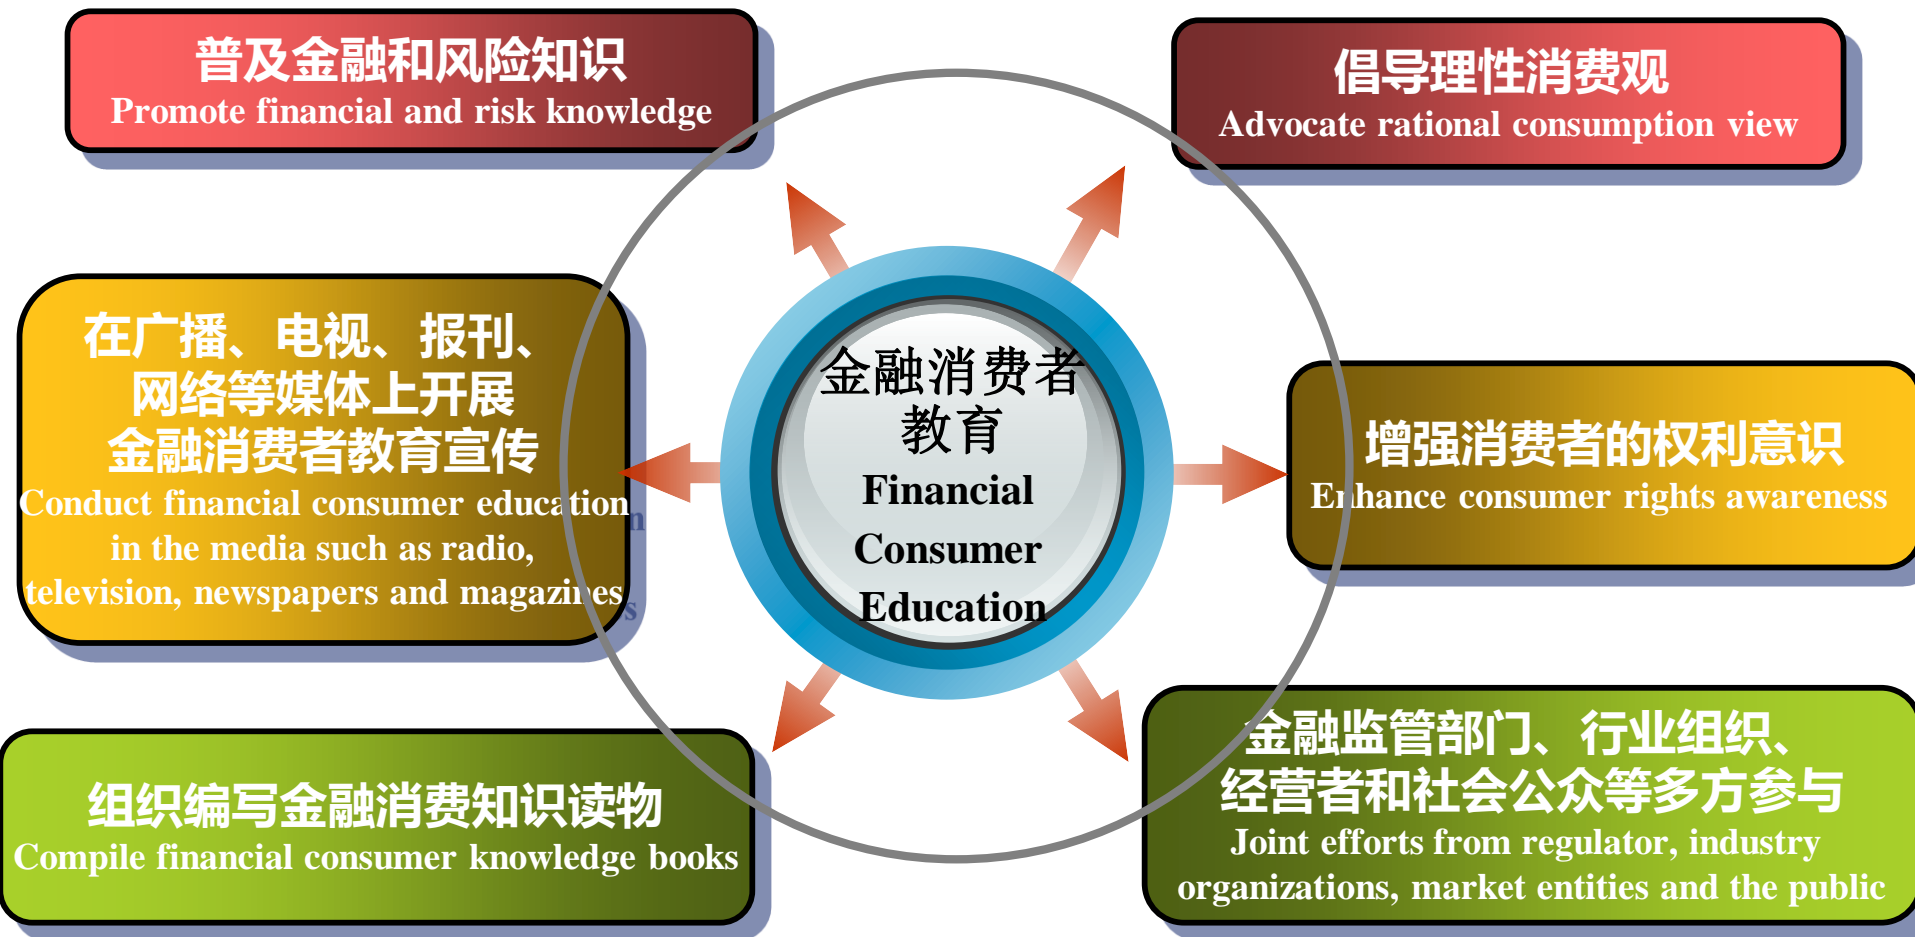 普及金融和风险知识
Promote financial and risk knowledge
倡导理性消费观
Advocate rational consumption view
在广播、电视、报刊、
网络等媒体上开展
金融消费者教育宣传
Conduct financial consumer education
in the media such as radio,
television, newspapers and magazines
金融消费者
教育
Financial
Consumer
Education
增强消费者的权利意识
Enhance consumer rights awareness
组织编写金融消费知识读物
Compile financial consumer knowledge books
金融监管部门、行业组织、
经营者和社会公众等多方参与
Joint efforts from regulator, industry
organizations, market entities and the public